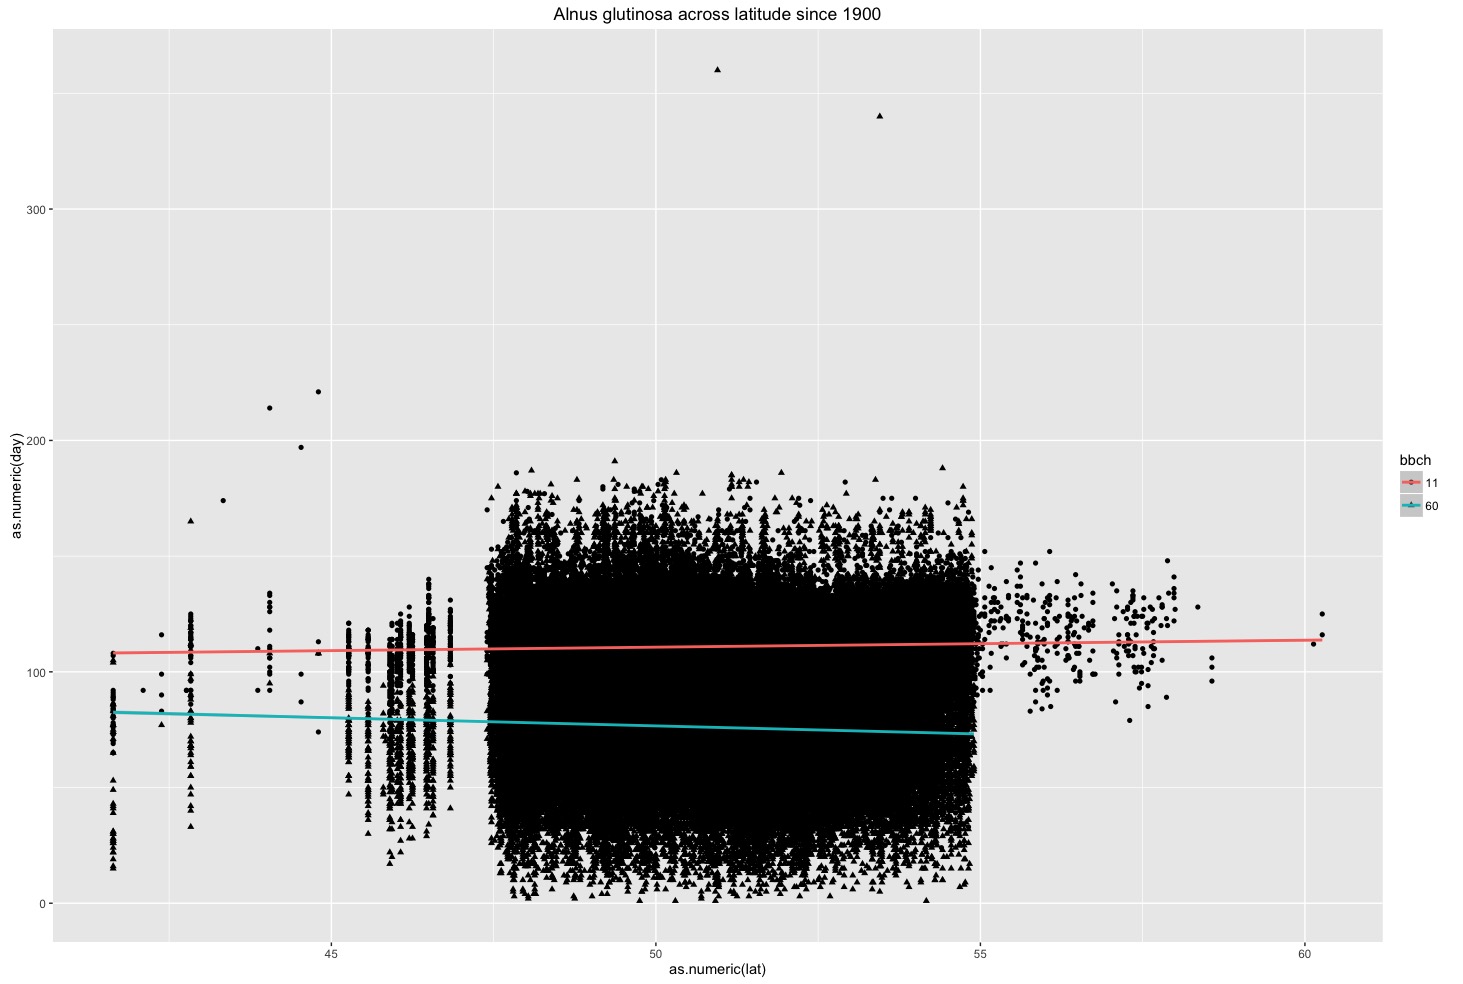 Alnus glutinosa across latitude since 1900
as.numeric(day)
300
200
100
0
45
50
55
60
as.numeric(lat)
bbch
11
60